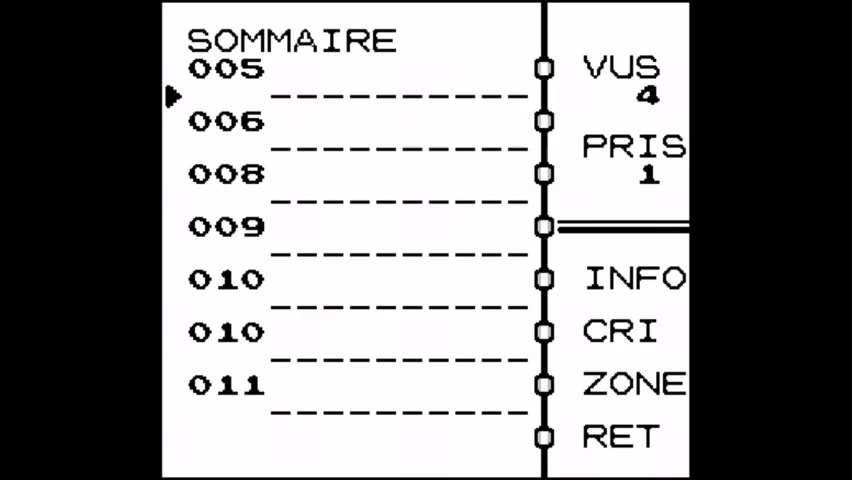 SOMMAIRE
005
----------
006
----------
008
----------
009
----------
010
----------
010
----------
011
----------
VUS
4
PRIS
1
INFO
CRI
ZONE
RET